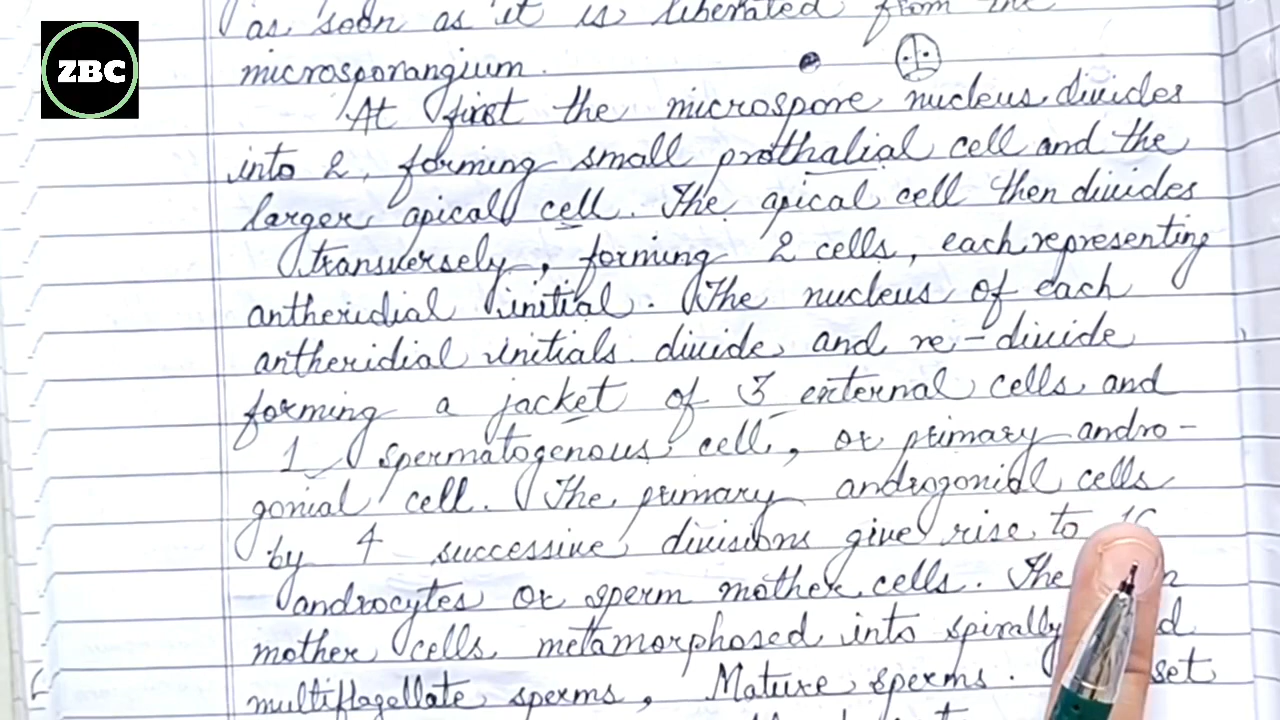 ZBC
as soon as it is liberated from the
microsporangium.
At first the microspore nucleus divides
into 2, forming small prothalial cell and the
larger apical cell. The apical cell then divides
transversely, forming 2 cells, each representing
antheridial initial. The nucleus of each
antheridial initials divide and re-divide
forming a jacket of 3 external cells and
1 spermatogenous cell, or primary andro-
gonial cell. The primary androgonial cells
by 4 successive divisions give rise to
androcytes or sperm mother cells. The
mother cells metamorphosed into spirally
multiflagellate sperms, Mature sperms. set